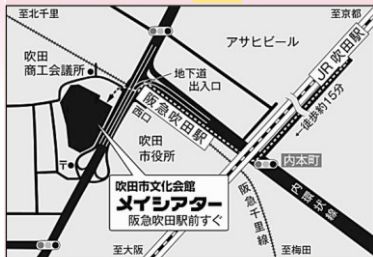 至北千里
至京都
アサヒビール
JR吹田駅
吹田
商工会議所
地下道
出入口
阪急吹田駅
←徒歩約15分
西口
吹田
市役所
内本町
〒
吹田市文化会館
メイシアター
阪急吹田駅前すぐ
阪急千里線
内環状線
至大阪
至梅田